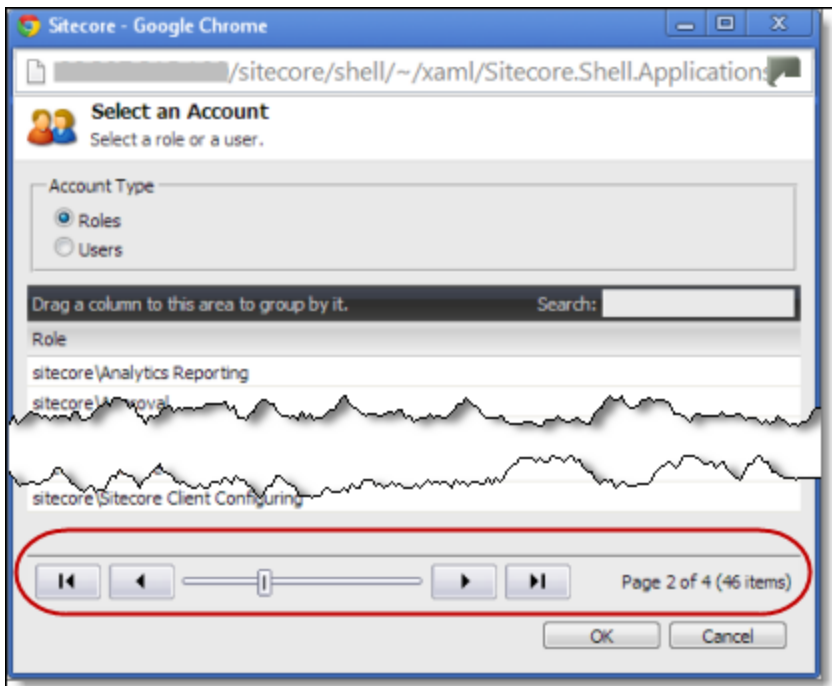 Sitecore - Google Chrome
/sitecore/shell/~/xaml/Sitecore.Shell.Applications
Select an Account
Select a role or a user.
Account Type
Roles
Users
Drag a column to this area to group by it. Search:
Role
sitecore\Analytics Reporting
sitecore\Approval
sitecore\Sitecore Client Configuring
Page 2 of 4 (46 items)
OK Cancel